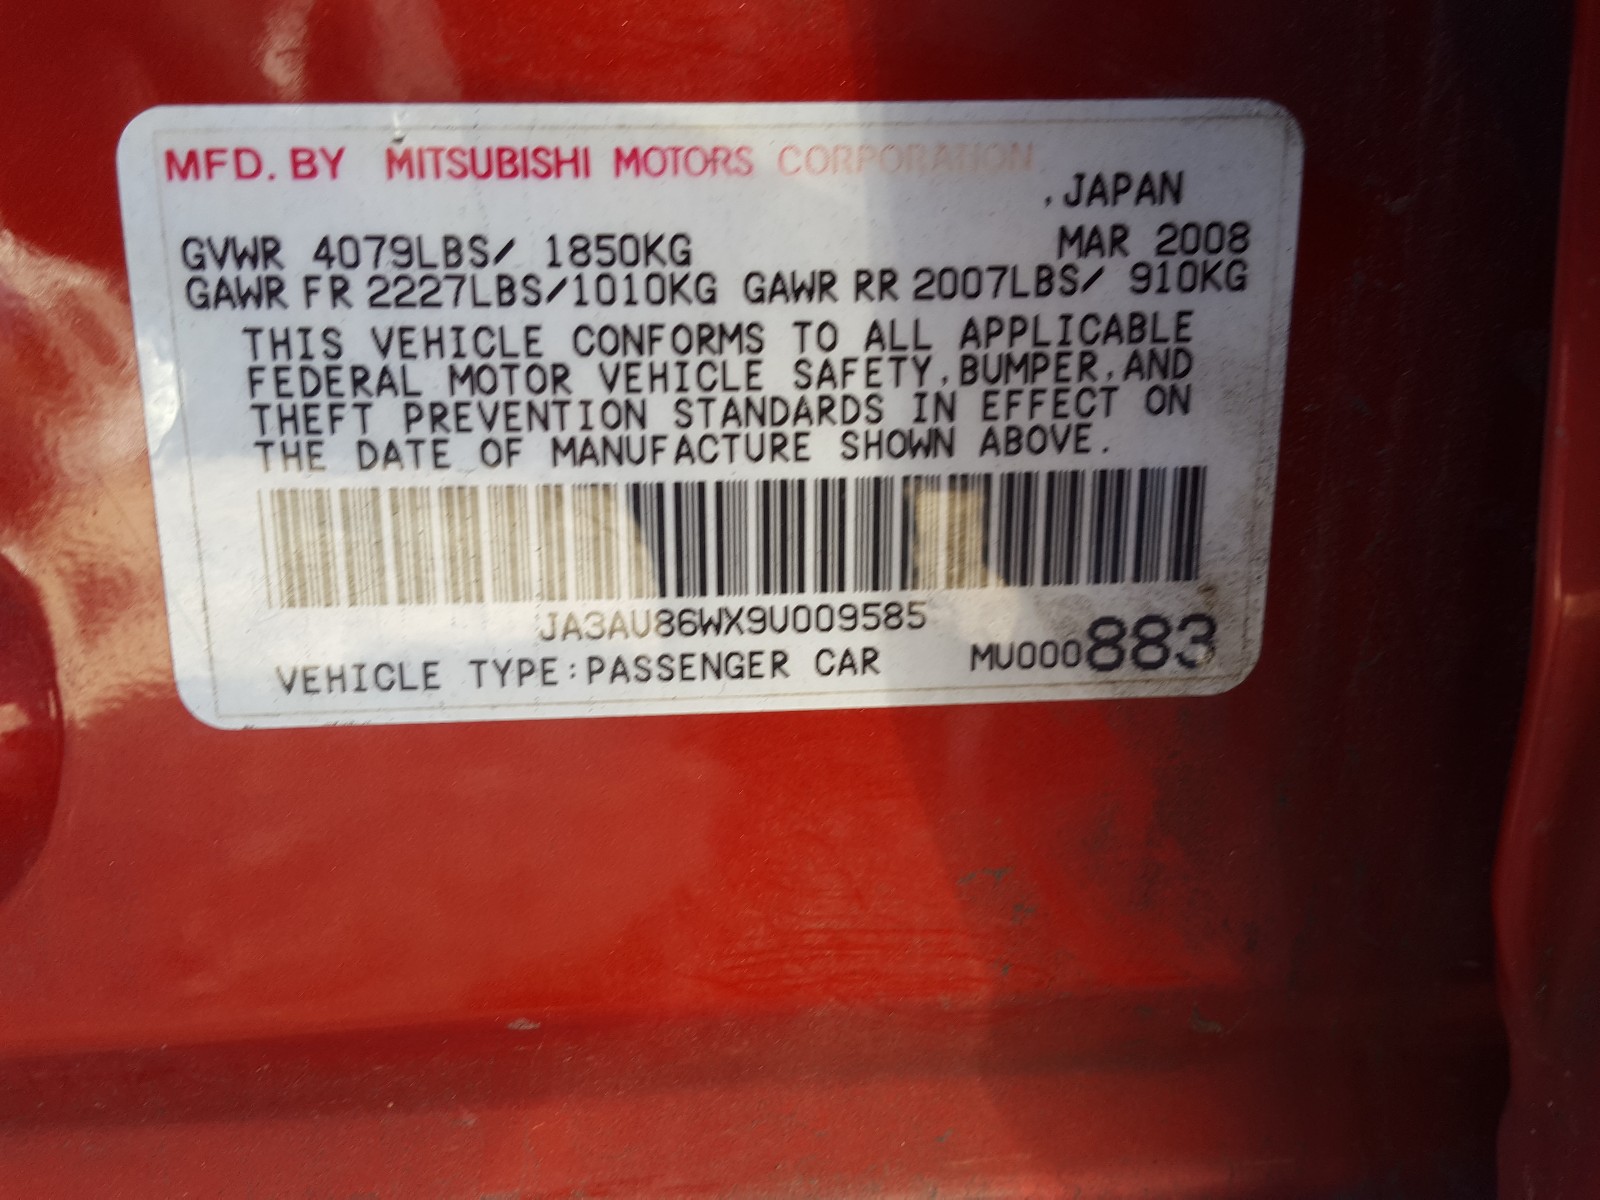 MFD. BY MITSUBISHI MOTORS CORPORATION
, JAPAN
GVWR 4079LBS/ 1850KG MAR 2008
GAWR FR 2227LBS/1010KG GAWR RR 2007LBS/ 910KG
THIS VEHICLE CONFORMS TO ALL APPLICABLE
FEDERAL MOTOR VEHICLE SAFETY, BUMPER, AND
THEFT PREVENTION STANDARDS IN EFFECT ON
THE DATE OF MANUFACTURE SHOWN ABOVE.
JA3AU86WX9U009585
VEHICLE TYPE:PASSENGER CAR MU000883